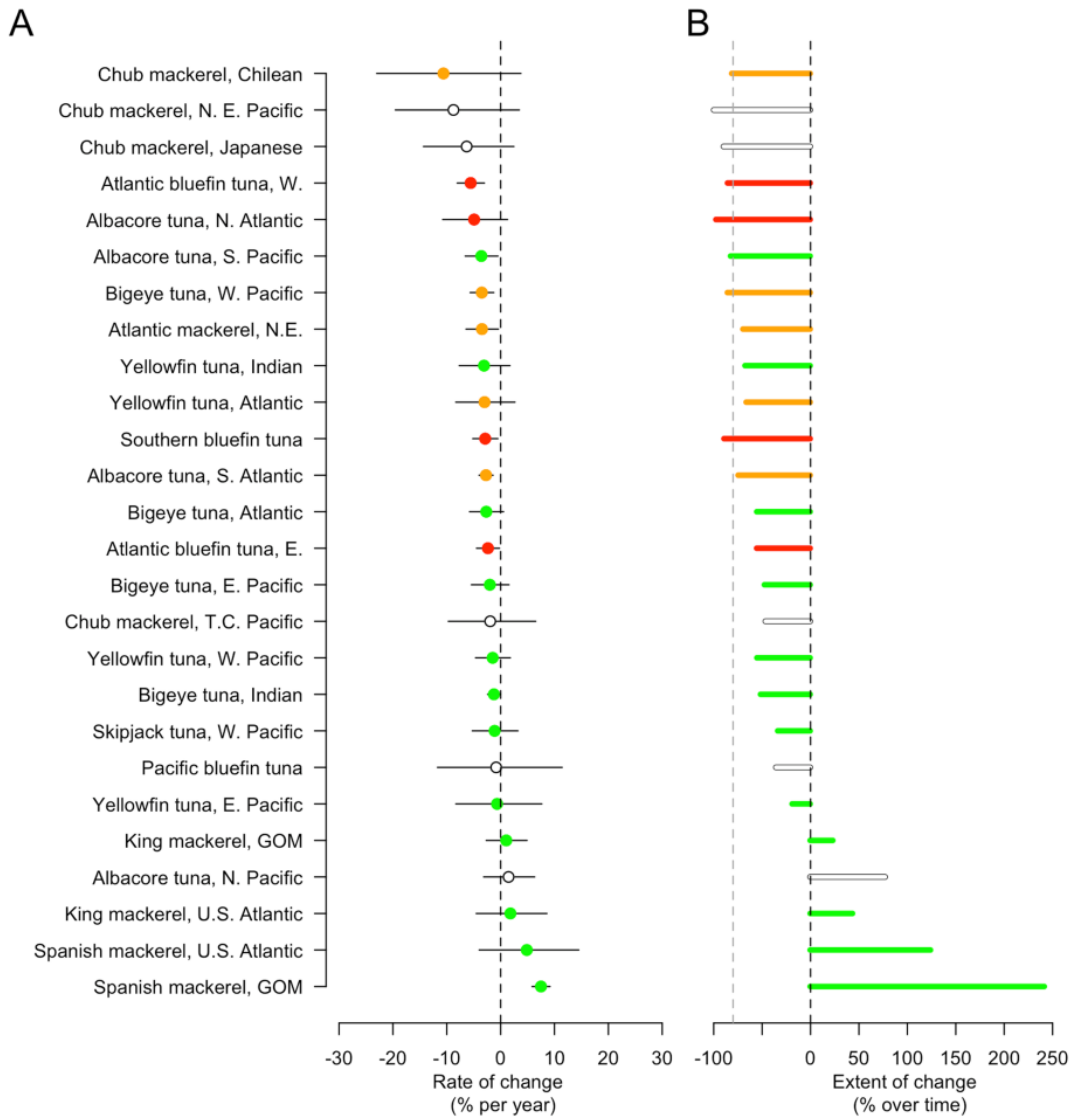 A
B
Chub mackerel, Chilean
Chub mackerel, N. E. Pacific
Chub mackerel, Japanese
Atlantic bluefin tuna, W.
Albacore tuna, N. Atlantic
Albacore tuna, S. Pacific
Bigeye tuna, W. Pacific
Atlantic mackerel, N.E.
Yellowfin tuna, Indian
Yellowfin tuna, Atlantic
Southern bluefin tuna
Albacore tuna, S. Atlantic
Bigeye tuna, Atlantic
Atlantic bluefin tuna, E.
Bigeye tuna, E. Pacific
Chub mackerel, T.C. Pacific
Yellowfin tuna, W. Pacific
Bigeye tuna, Indian
Skipjack tuna, W. Pacific
Pacific bluefin tuna
Yellowfin tuna, E. Pacific
King mackerel, GOM
Albacore tuna, N. Pacific
King mackerel, U.S. Atlantic
Spanish mackerel, U.S. Atlantic
Spanish mackerel, GOM
-30 -20 -10 0 10 20 30
Rate of change
(% per year)
-100 0 50 100 150 200 250
Extent of change
(% over time)